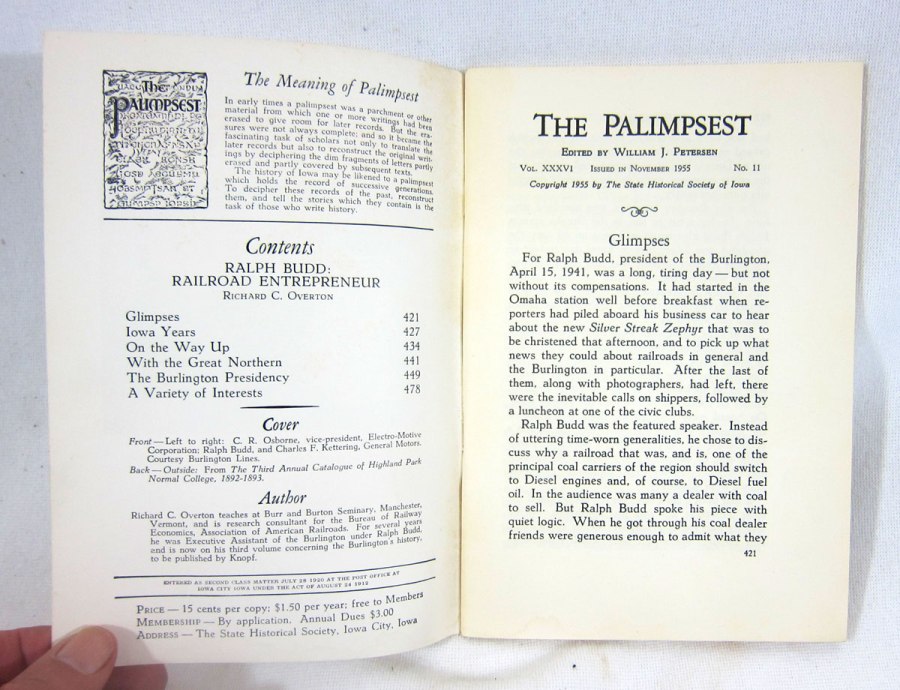 The
PALIMPSEST
The Meaning of Palimpsest
In early times a palimpsest was a parchment or other
material from which one or more writings had been
erased to give room for later records. But the era-
sures were not always complete; and so it became the
fascinating task of scholars not only to translate the
later records but also to reconstruct the original writ-
ings by deciphering the dim fragments of letters partly
erased and partly covered by subsequent texts.
The history of Iowa may be likened to a palimpsest
which holds the record of successive generations.
To decipher these records of the past, reconstruct
them, and tell the stories which they contain is the
task of those who write history.
Contents
RALPH BUDD:
RAILROAD ENTREPRENEUR
RICHARD C. OVERTON
Glimpses 421
Iowa Years 427
On the Way Up 434
With the Great Northern 441
The Burlington Presidency 449
A Variety of Interests 478
Cover
Front — Left to right: C. R. Osborne, vice-president, Electro-Motive
Corporation; Ralph Budd, and Charles F. Kettering, General Motors.
Courtesy Burlington Lines.
Back — Outside: From The Third Annual Catalogue of Highland Park
Normal College, 1892-1893.
Author
Richard C. Overton teaches at Burr and Burton Seminary, Manchester,
Vermont, and is research consultant for the Bureau of Railway
Economics, Association of American Railroads. For several years
he was Executive Assistant of the Burlington under Ralph Budd,
and is now on his third volume concerning the Burlington's history,
to be published by Knopf.
ENTERED AS SECOND CLASS MATTER JULY 28 1920 AT THE POST OFFICE AT
IOWA CITY IOWA UNDER THE ACT OF AUGUST 24 1912
PRICE — 15 cents per copy; $1.50 per year; free to Members
MEMBERSHIP — By application. Annual Dues $3.00
ADDRESS — The State Historical Society, Iowa City, Iowa
THE PALIMPSEST
EDITED BY WILLIAM J. PETERSEN
VOL. XXXVI ISSUED IN NOVEMBER 1955 NO. 11
Copyright 1955 by The State Historical Society of Iowa
Glimpses
For Ralph Budd, president of the Burlington,
April 15, 1941, was a long, tiring day — but not
without its compensations. It had started in the
Omaha station well before breakfast when re-
porters had piled aboard his business car to hear
about the new Silver Streak Zephyr that was to
be christened that afternoon, and to pick up what
news they could about railroads in general and
the Burlington in particular. After the last of
them, along with photographers, had left, there
were the inevitable calls on shippers, followed by
a luncheon at one of the civic clubs.
Ralph Budd was the featured speaker. Instead
of uttering time-worn generalities, he chose to dis-
cuss why a railroad that was, and is, one of the
principal coal carriers of the region should switch
to Diesel engines and, of course, to Diesel fuel
oil. In the audience was many a dealer with coal
to sell. But Ralph Budd spoke his piece with
quiet logic. When he got through his coal dealer
friends were generous enough to admit what they
421